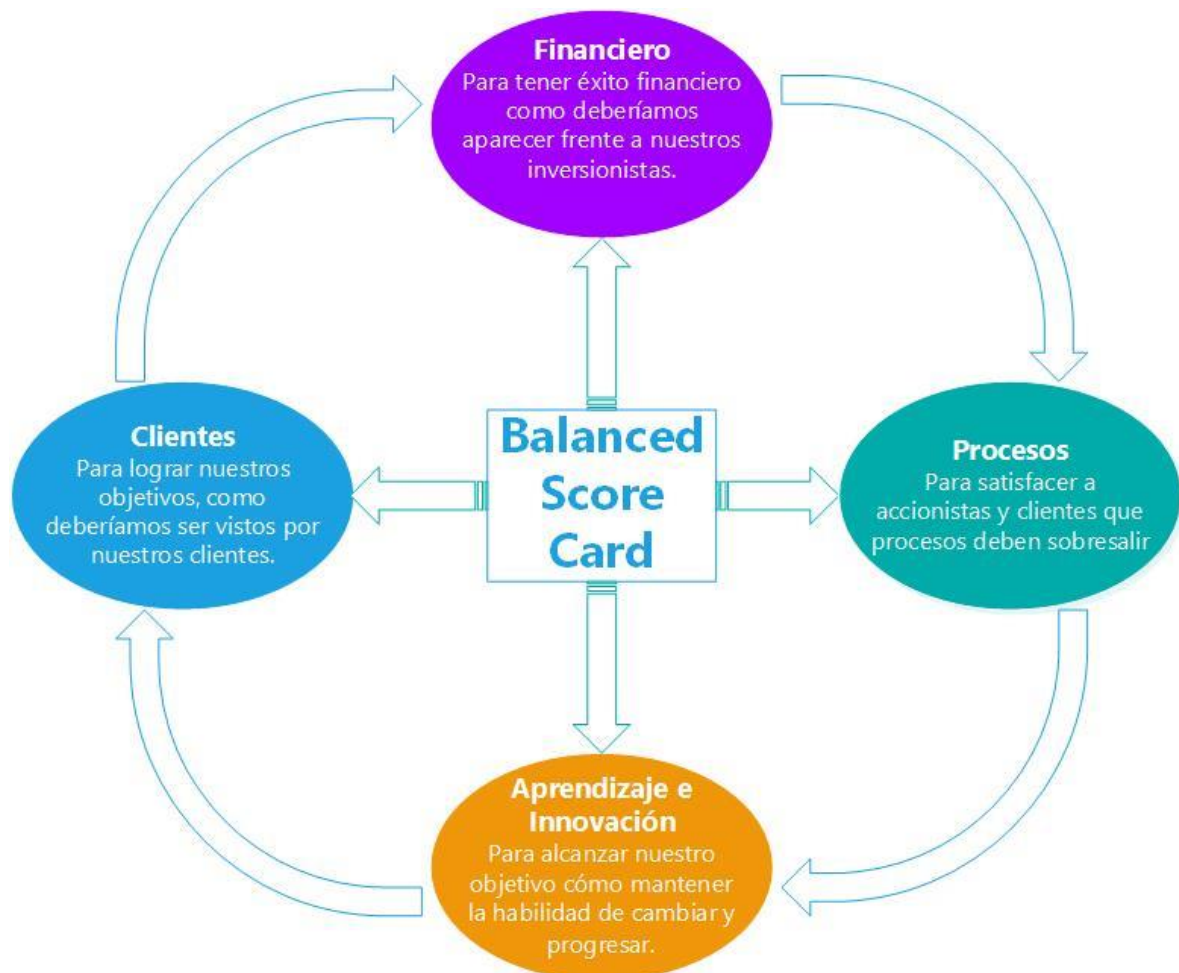 Financiero
Para tener éxito financiero
como deberíamos
aparecer frente a nuestros
inversionistas.
Clientes
Para lograr nuestros
objetivos, como
deberíamos ser vistos por
nuestros clientes.
Balanced
Score
Card
Procesos
Para satisfacer a
accionistas y clientes que
procesos deben sobresalir
Aprendizaje e
Innovación
Para alcanzar nuestro
objetivo cómo mantener
la habilidad de cambiar y
progresar.